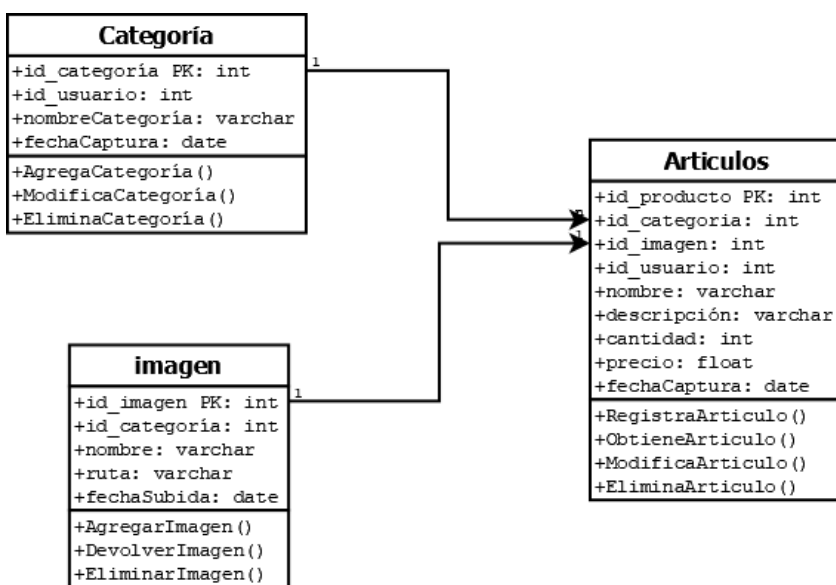 Categoría
+id_categoría PK: int
+id_usuario: int
+nombreCategoría: varchar
+fechaCaptura: date
+AgregaCategoría()
+ModificaCategoría()
+EliminaCategoría()
1
Articulos
+id_producto PK: int
+id_categoria: int
+id_imagen: int
+id_usuario: int
+nombre: varchar
+descripción: varchar
+cantidad: int
+precio: float
+fechaCaptura: date
+RegistraArticulo()
+ObtieneArticulo()
+ModificaArticulo()
+EliminaArticulo()
imagen
+id_imagen PK: int
+id_categoría: int
+nombre: varchar
+ruta: varchar
+fechaSubida: date
+AgregarImagen()
+DevolverImagen()
+EliminarImagen()
1